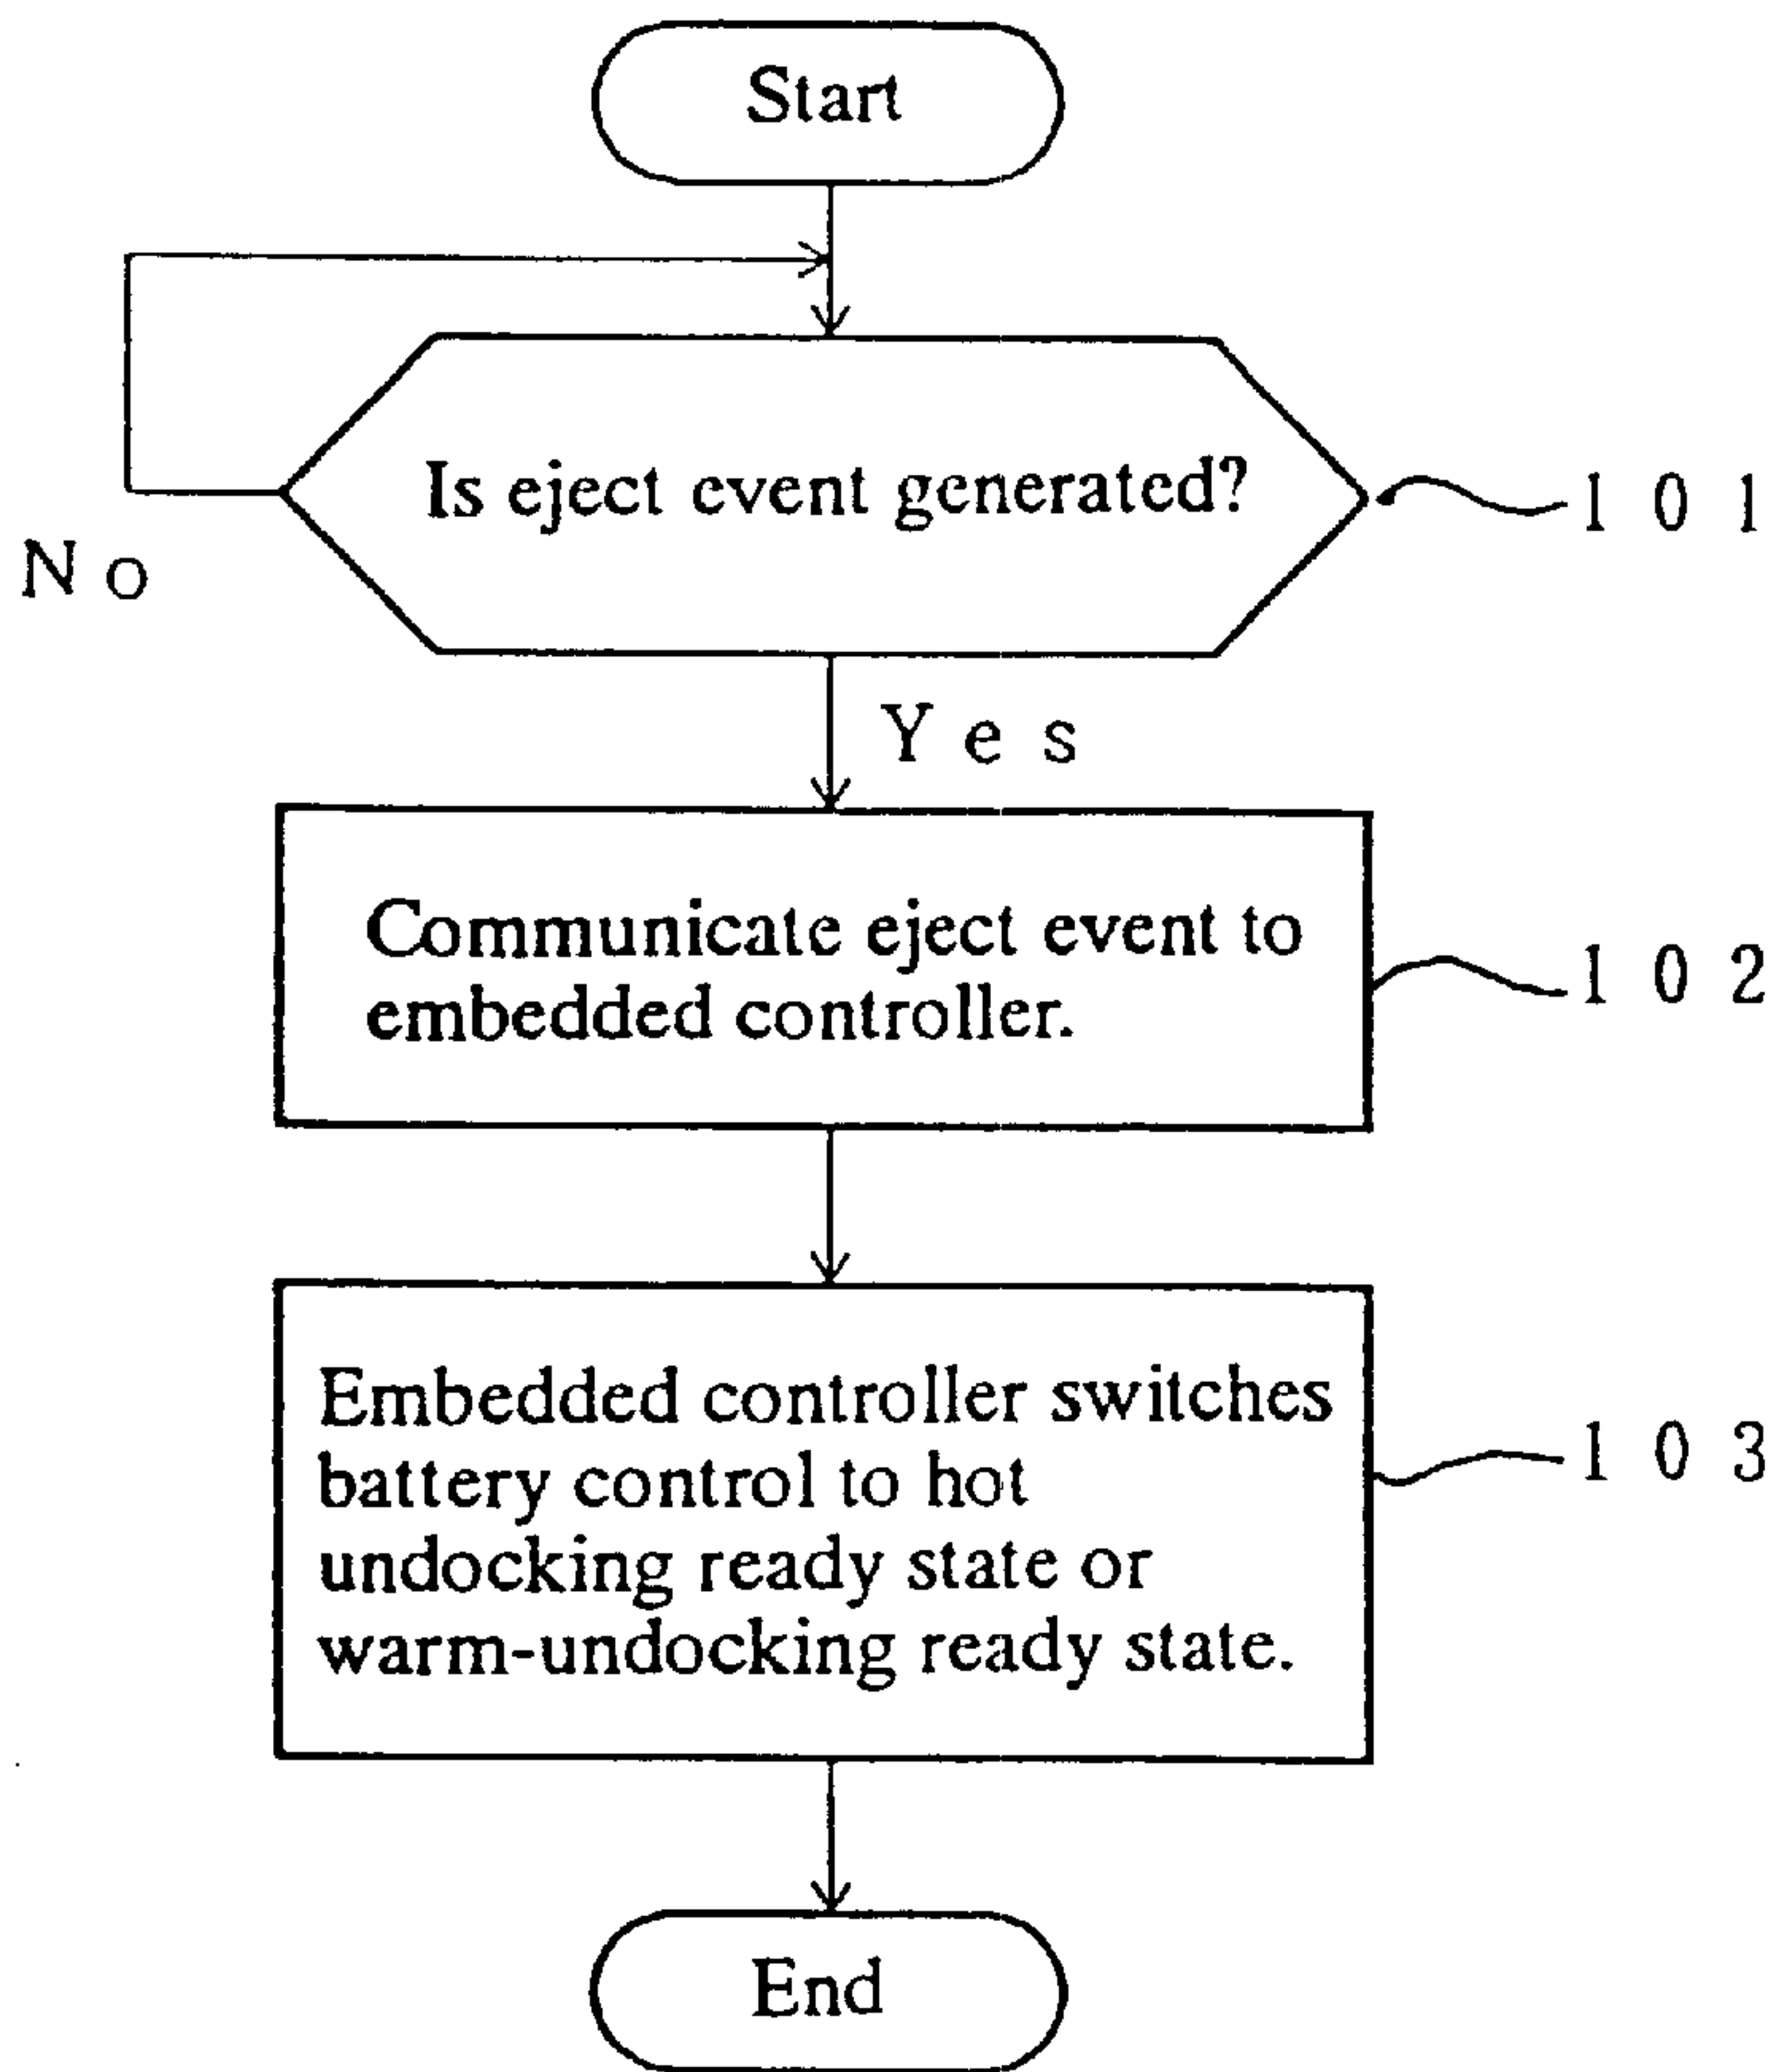 Start
Is eject event generated?
1 0 1
No
Yes
Communicate eject event to
embedded controller.
1 0 2
Embedded controller switches
battery control to hot
undocking ready state or
warm-undocking ready state.
1 0 3
End